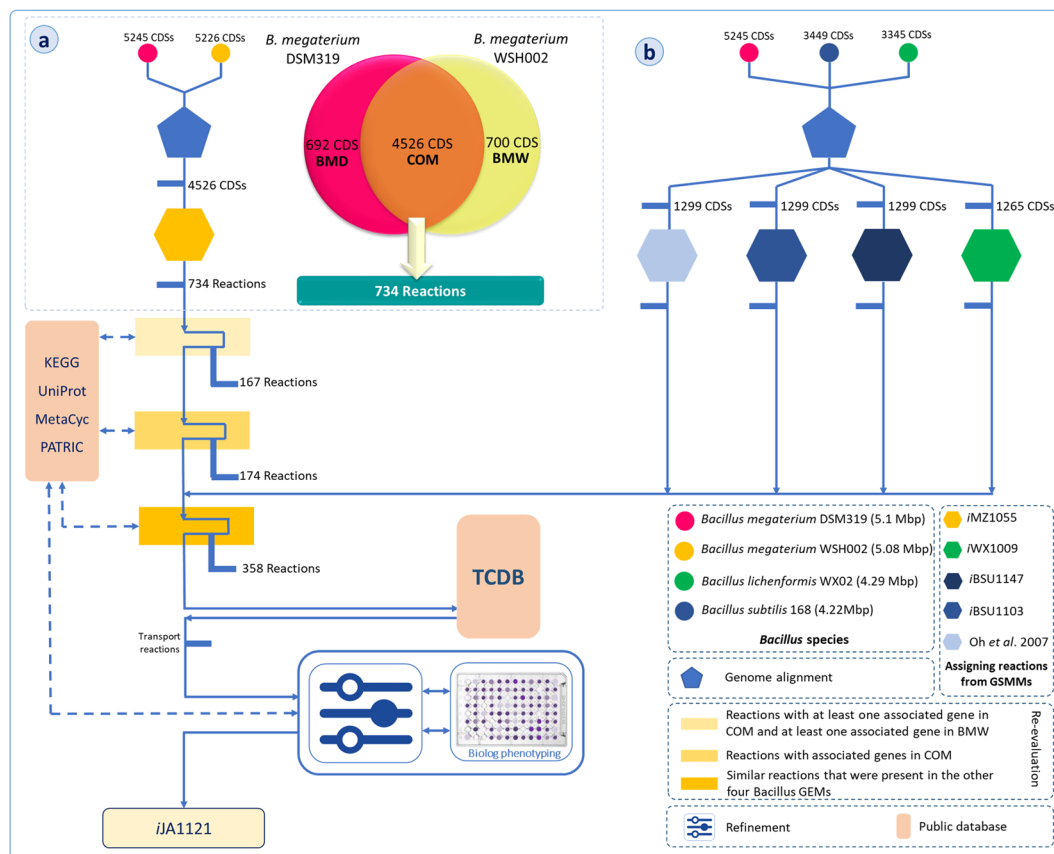 a
5245 CDSs
5226 CDSs
4526 CDSs
734 Reactions
B. megaterium
DSM319
B. megaterium
WSH002
692 CDS
BMD
4526 CDS
COM
700 CDS
BMW
734 Reactions
b
5245 CDSs
3449 CDSs
3345 CDSs
1299 CDSs
1299 CDSs
1299 CDSs
1265 CDSs
KEGG
UniProt
MetaCyc
PATRIC
167 Reactions
174 Reactions
358 Reactions
TCDB
Transport
reactions
Biolog phenotyping
iJA1121
Bacillus megaterium DSM319 (5.1 Mbp)
Bacillus megaterium WSH002 (5.08 Mbp)
Bacillus lichenformis WX02 (4.29 Mbp)
Bacillus subtilis 168 (4.22Mbp)
Bacillus species
iMZ1055
iWX1009
iBSU1147
iBSU1103
Oh et al. 2007
Assigning reactions
from GSMMs
Genome alignment
Reactions with at least one associated gene in
COM and at least one associated gene in BMW
Reactions with associated genes in COM
Similar reactions that were present in the other
four Bacillus GEMs
Re-evaluation
Refinement
Public database